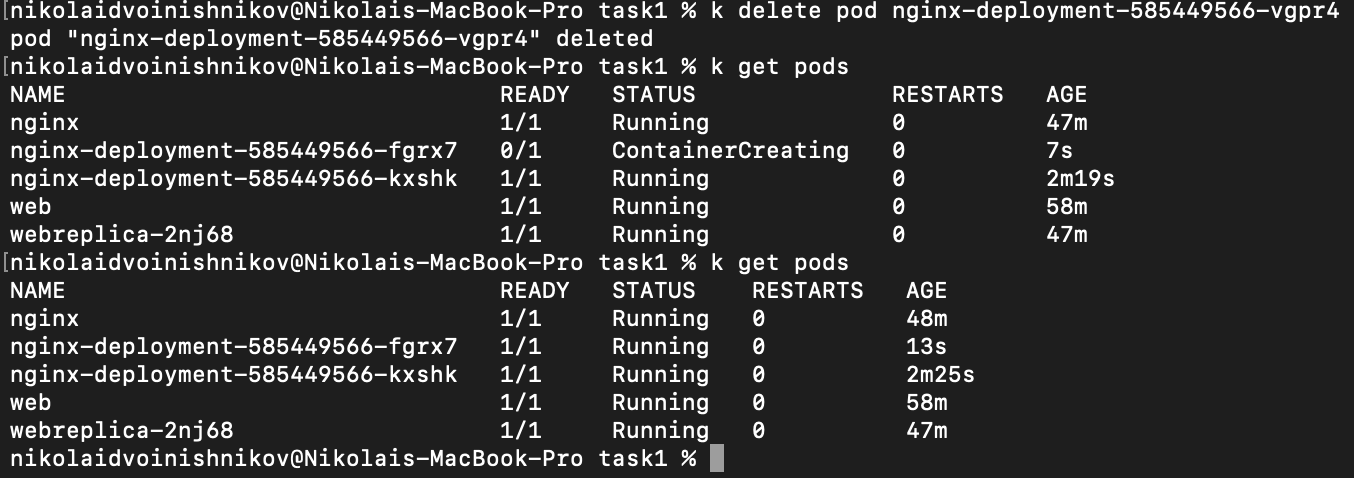 [nikolaidvoinishnikov@Nikolais-MacBook-Pro task1 % k delete pod nginx-deployment-585449566-vgpr4
pod "nginx-deployment-585449566-vgpr4" deleted
[nikolaidvoinishnikov@Nikolais-MacBook-Pro task1 % k get pods
NAME READY STATUS RESTARTS AGE
nginx 1/1 Running 0 47m
nginx-deployment-585449566-fgrx7 0/1 ContainerCreating 0 7s
nginx-deployment-585449566-kxshk 1/1 Running 0 2m19s
web 1/1 Running 0 58m
webreplica-2nj68 1/1 Running 0 47m
[nikolaidvoinishnikov@Nikolais-MacBook-Pro task1 % k get pods
NAME READY STATUS RESTARTS AGE
nginx 1/1 Running 0 48m
nginx-deployment-585449566-fgrx7 1/1 Running 0 13s
nginx-deployment-585449566-kxshk 1/1 Running 0 2m25s
web 1/1 Running 0 58m
webreplica-2nj68 1/1 Running 0 47m
nikolaidvoinishnikov@Nikolais-MacBook-Pro task1 %